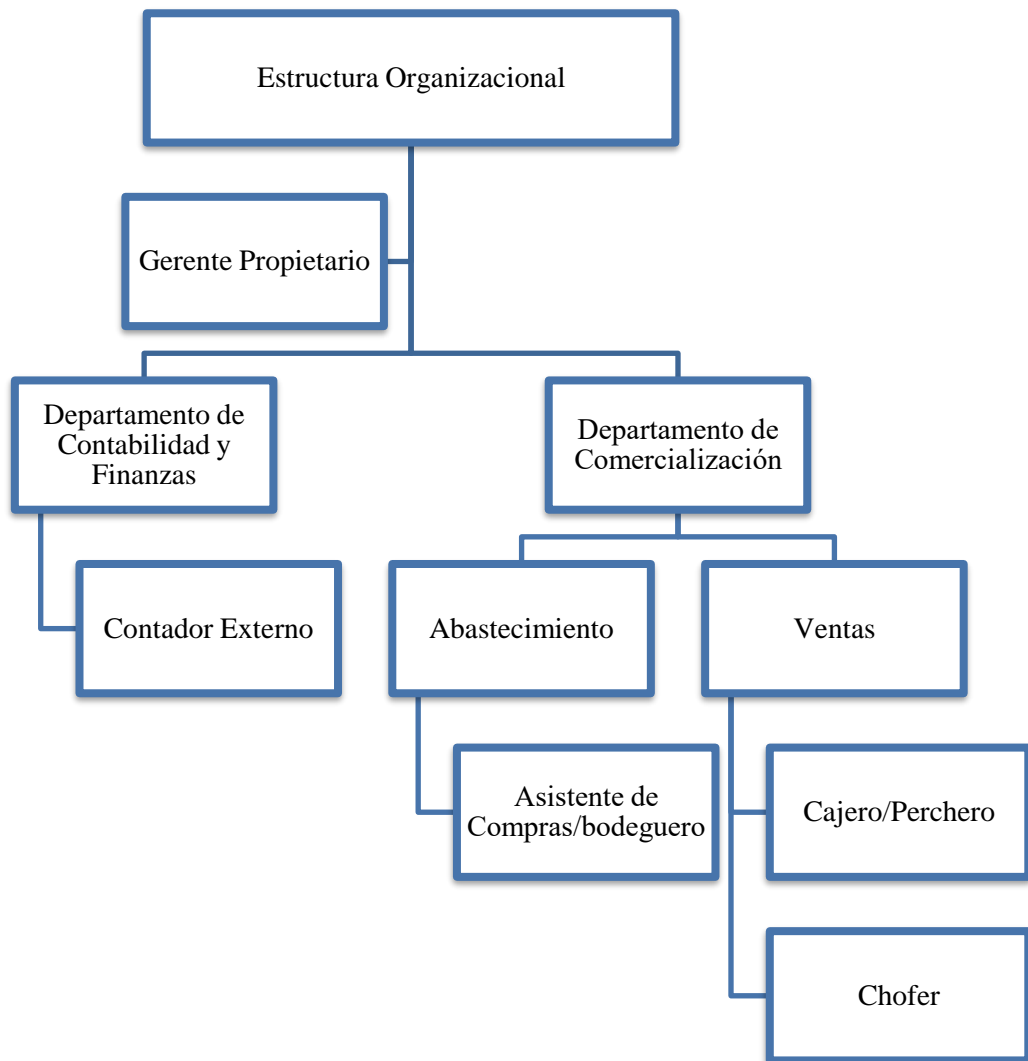 Estructura Organizacional
Gerente Propietario
Departamento de
Contabilidad y
Finanzas
Departamento de
Comercialización
Contador Externo
Abastecimiento
Ventas
Asistente de
Compras/bodeguero
Cajero/Perchero
Chofer